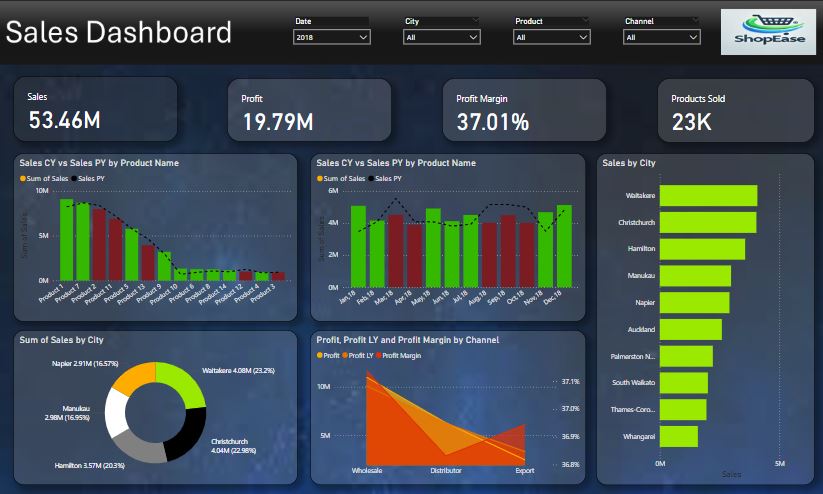 Sales Dashboard
Date
2018
City
All
Product
All
Channel
All
ShopEase
Sales
53.46M
Profit
19.79M
Profit Margin
37.01%
Products Sold
23K
Sales CY vs Sales PY by Product Name
Sum of Sales Sales PY
Sum of Sales
10M
5M
0M
Product 1
Product 7
Product 2
Product 11
Product 5
Product 13
Product 9
Product 10
Product 6
Product 8
Product 14
Product 12
Product 4
Product 3
Sales CY vs Sales PY by Product Name
Sum of Sales Sales PY
Sum of Sales
6M
4M
2M
0M
Jan,18
Feb,18
Mar,18
Apr,18
May,18
Jun,18
Jul,18
Aug,18
Sep,18
Oct,18
Nov,18
Dec,18
Sales by City
Waitakere
Christchurch
Hamilton
Manukau
Napier
Auckland
Palmerston N...
South Waikato
Thames-Coro...
Whangarei
0M
5M
Sales
Sum of Sales by City
Napier 2.91M (16.57%)
Waitakere 4.08M (23.2%)
Manukau
2.98M (16.95%)
Christchurch
4.04M (22.98%)
Hamilton 3.57M (20.3%)
Profit, Profit LY and Profit Margin by Channel
Profit Profit LY Profit Margin
10M
5M
37.1%
37.0%
36.9%
36.8%
Wholesale
Distributor
Export